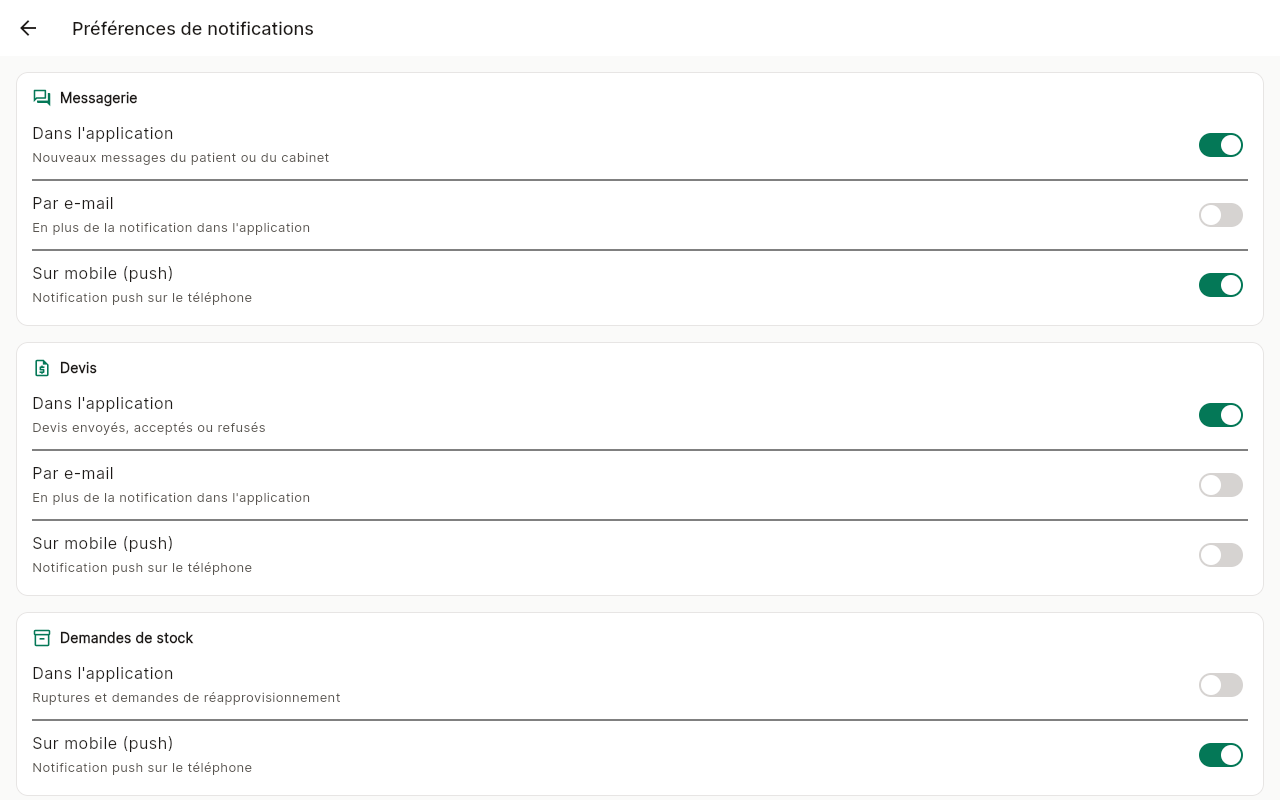 Préférences de notifications
Messagerie
Dans l'application
Nouveaux messages du patient ou du cabinet
Par e-mail
En plus de la notification dans l'application
Sur mobile (push)
Notification push sur le téléphone
Devis
Dans l'application
Devis envoyés, acceptés ou refusés
Par e-mail
En plus de la notification dans l'application
Sur mobile (push)
Notification push sur le téléphone
Demandes de stock
Dans l'application
Ruptures et demandes de réapprovisionnement
Sur mobile (push)
Notification push sur le téléphone